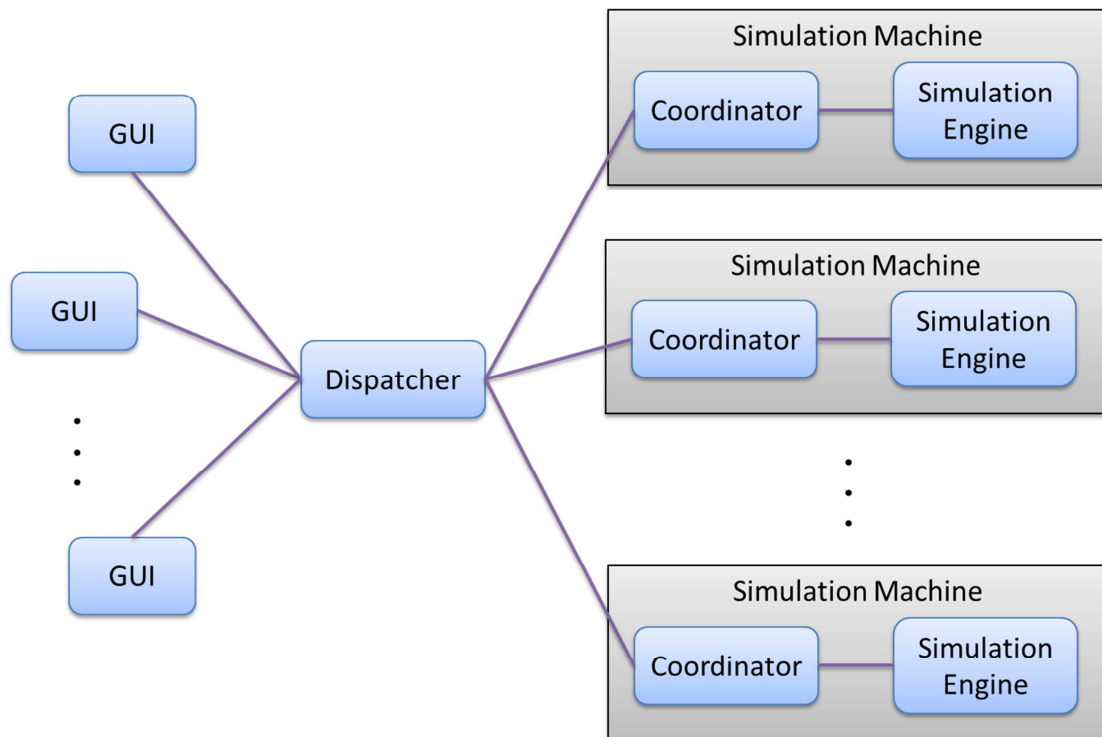 GUI
GUI
GUI
Dispatcher
Simulation Machine
Coordinator
Simulation
Engine
Simulation Machine
Coordinator
Simulation
Engine
Simulation Machine
Coordinator
Simulation
Engine